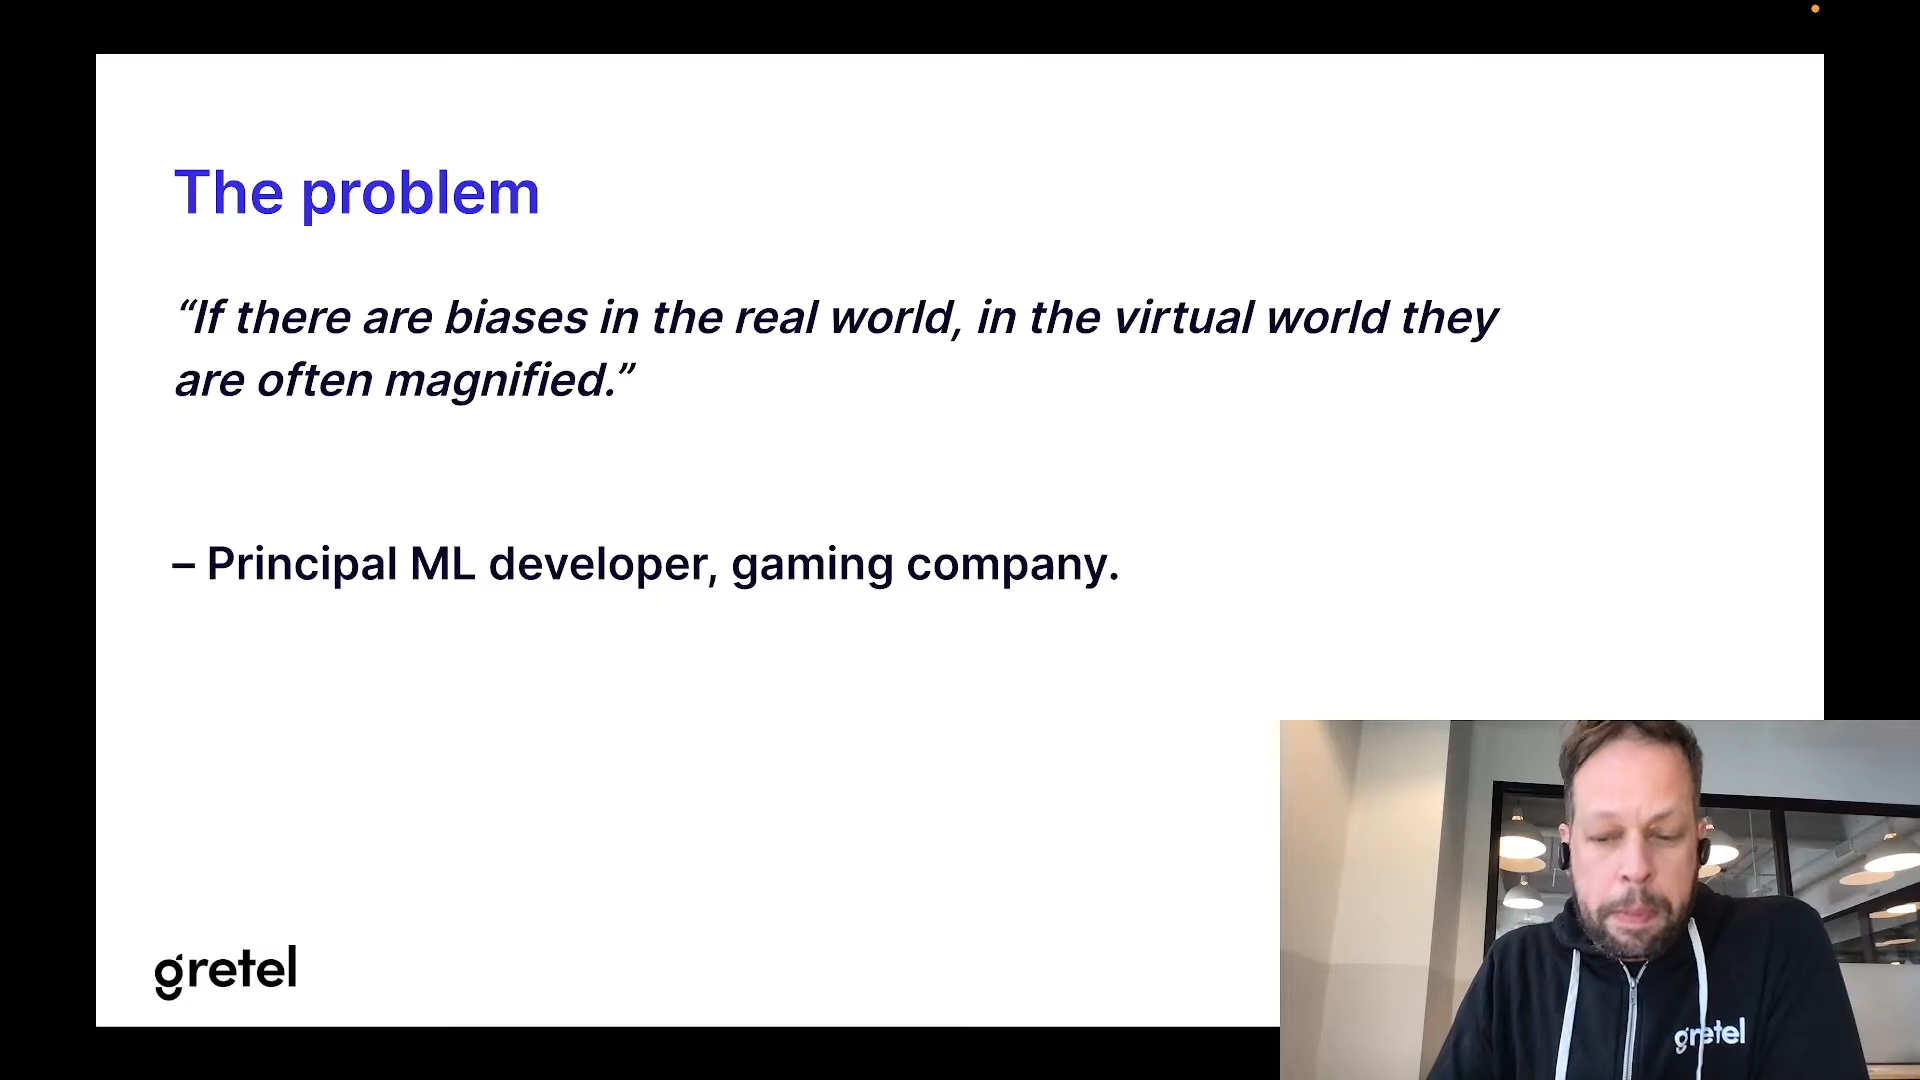 The problem
“If there are biases in the real world, in the virtual world they
are often magnified.”
– Principal ML developer, gaming company.
gretel
gretel